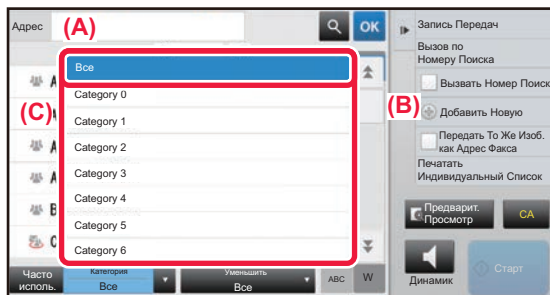 Адрес
(A)
OK
Все
Category 0
Category 1
Category 2
Category 3
Category 4
Category 5
Category 6
(C)
A
A
A
A
B
C
(B)
Запись Передач
Вызов по
Номеру Поиска
Вызвать Номер Поиск
Добавить Новую
Передать То Же Изоб.
как Адрес Факса
Печатать
Индивидуальный Список
Предварит.
Просмотр
CA
Динамик
Старт
Часто
исполь.
Категория
Все
Уменьшить
Все
ABC
W